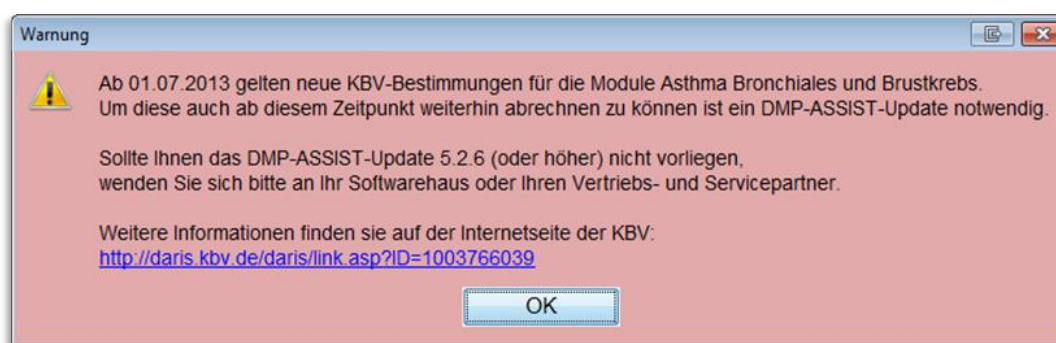 Warnung
Ab 01.07.2013 gelten neue KBV-Bestimmungen für die Module Asthma Bronchiales und Brustkrebs.
Um diese auch ab diesem Zeitpunkt weiterhin abrechnen zu können ist ein DMP-ASSIST-Update notwendig.
Sollte Ihnen das DMP-ASSIST-Update 5.2.6 (oder höher) nicht vorliegen,
wenden Sie sich bitte an Ihr Softwarehaus oder Ihren Vertriebs- und Servicepartner.
Weitere Informationen finden sie auf der Internetseite der KBV:
http://daris.kbv.de/daris/link.asp?ID=1003766039
OK